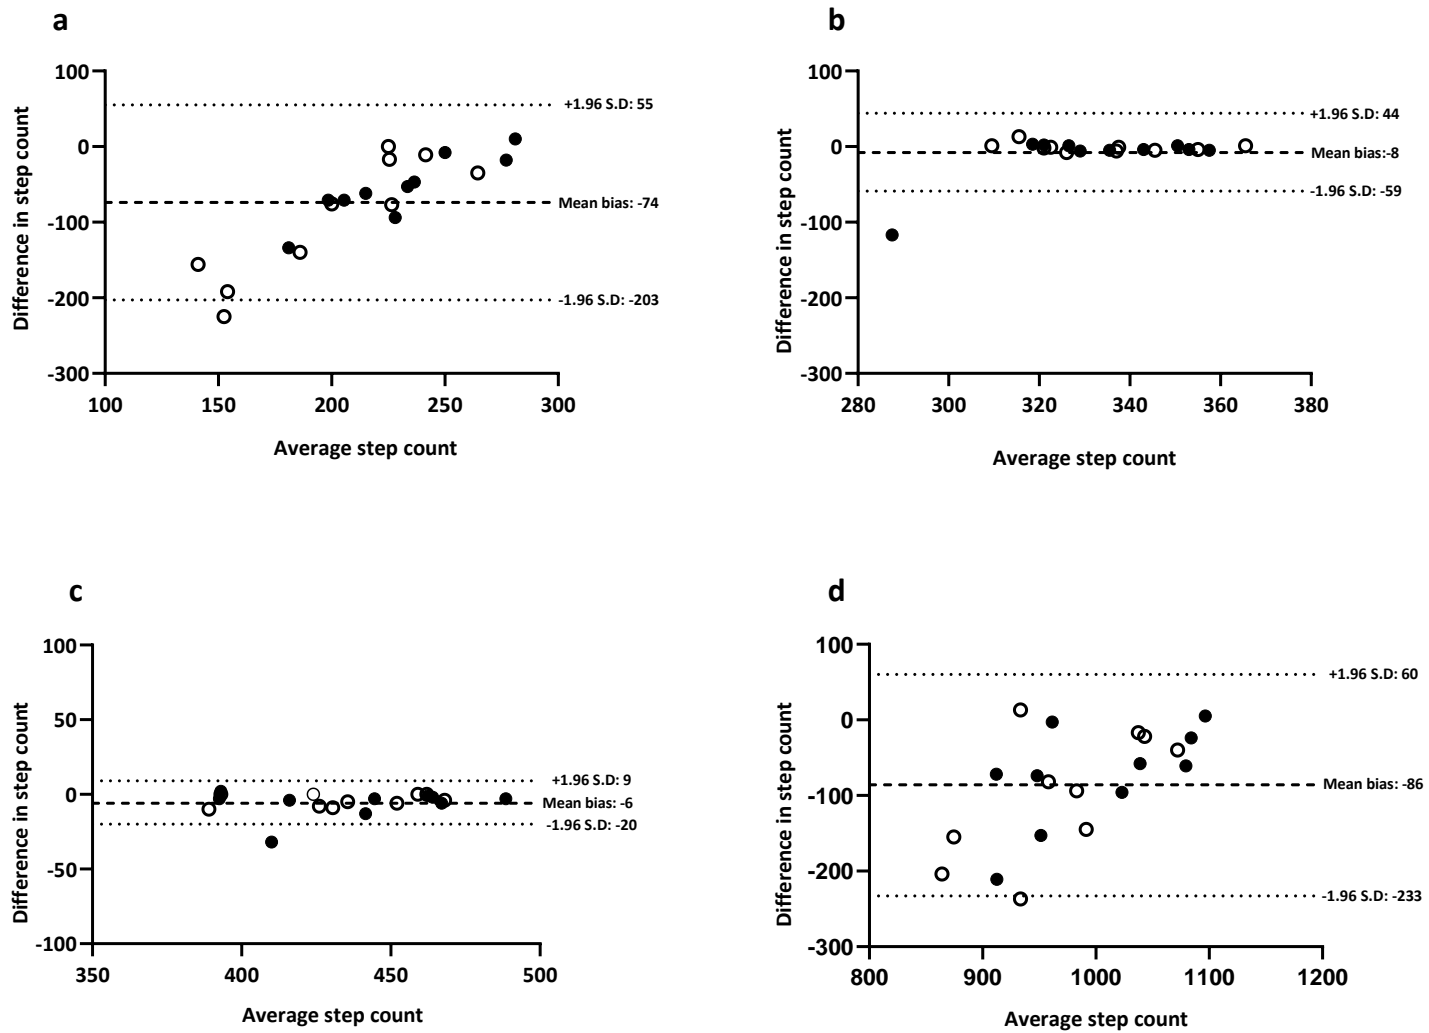 a
100
0
-100
-200
-300
100 150 200 250 300
Difference in step count
Average step count
+1.96 S.D: 55
Mean bias: -74
-1.96 S.D: -203
b
100
0
-100
-200
-300
280 300 320 340 360 380
Difference in step count
Average step count
+1.96 S.D: 44
Mean bias:-8
-1.96 S.D: -59
c
100
50
0
-50
-100
350 400 450 500
Difference in step count
Average step count
+1.96 S.D: 9
Mean bias: -6
-1.96 S.D: -20
d
100
0
-100
-200
-300
800 900 1000 1100 1200
Difference in step count
Average step count
+1.96 S.D: 60
Mean bias: -86
-1.96 S.D: -233